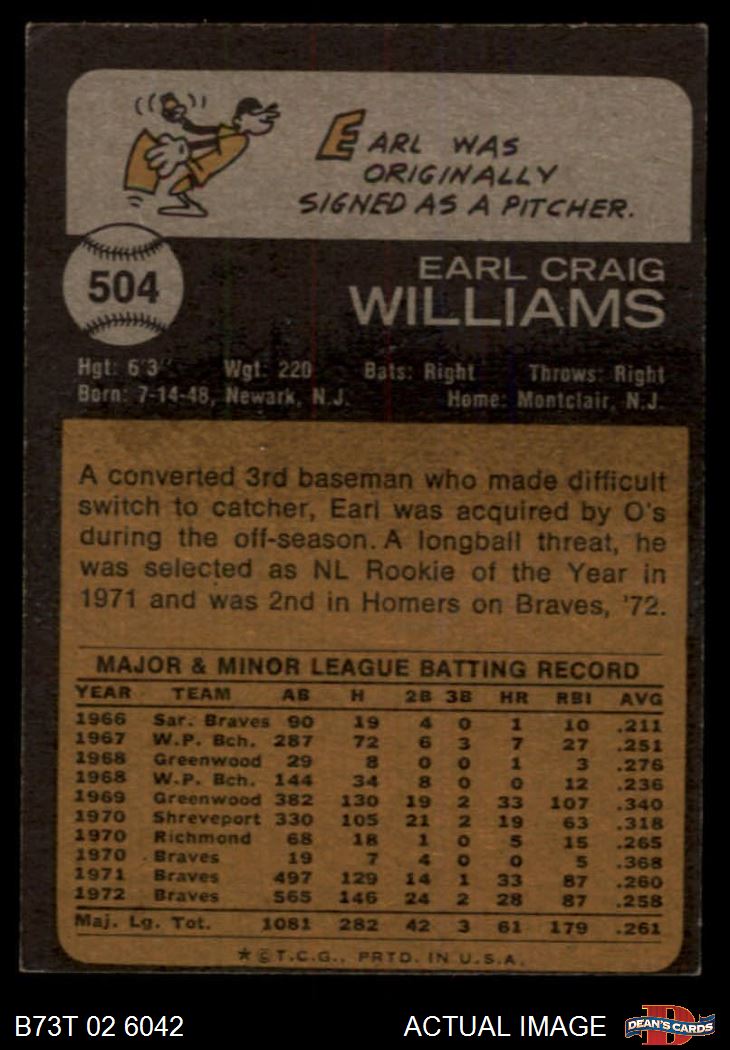 EARL WAS
ORIGINALLY
SIGNED AS A PITCHER.
504
EARL CRAIG
WILLIAMS
Hgt: 6'3" Wgt: 220 Bats: Right Throws: Right
Born: 7-14-48, Newark, N.J. Home: Montclair, N.J.
A converted 3rd baseman who made difficult
switch to catcher, Earl was acquired by O's
during the off-season. A longball threat, he
was selected as NL Rookie of the Year in
1971 and was 2nd in Homers on Braves, '72.
MAJOR & MINOR LEAGUE BATTING RECORD
YEAR TEAM AB H 2B 3B HR RBI AVG
1966 Sar. Braves 90 19 4 0 1 10 .211
1967 W.P. Bch. 287 72 6 3 7 27 .251
1968 Greenwood 29 8 0 0 1 3 .276
1968 W.P. Bch. 144 34 8 0 0 12 .236
1969 Greenwood 382 130 19 2 33 107 .340
1970 Shreveport 330 105 21 2 19 63 .318
1970 Richmond 68 18 1 0 5 15 .265
1970 Braves 19 7 4 0 0 5 .368
1971 Braves 497 129 14 1 33 87 .260
1972 Braves 565 146 24 2 28 87 .258
Maj. Lg. Tot. 1081 282 42 3 61 179 .261
★©T.C.G., PRTD. IN U.S.A.
B73T 02 6042 ACTUAL IMAGE D DEAN'S CARDS